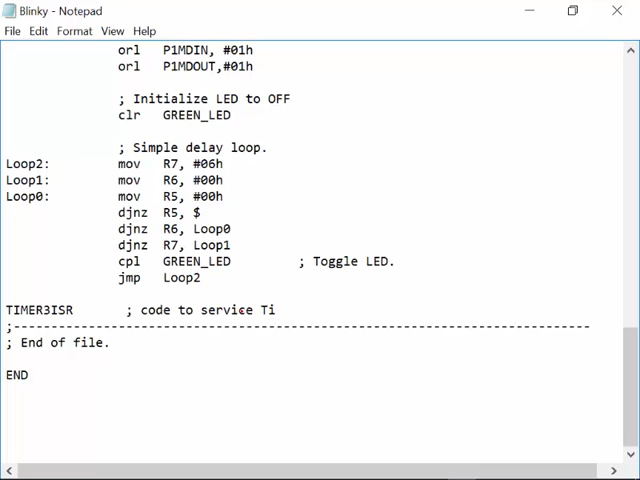 Blinky - Notepad
File Edit Format View Help
orl P1MDIN, #01h
orl P1MDOUT,#01h
; Initialize LED to OFF
clr GREEN_LED
; Simple delay loop.
Loop2: mov R7, #06h
Loop1: mov R6, #00h
Loop0: mov R5, #00h
djnz R5, $
djnz R6, Loop0
djnz R7, Loop1
cpl GREEN_LED ; Toggle LED.
jmp Loop2
TIMER3ISR ; code to service Ti
;-----------------------------------------------------------------------------
; End of file.
END